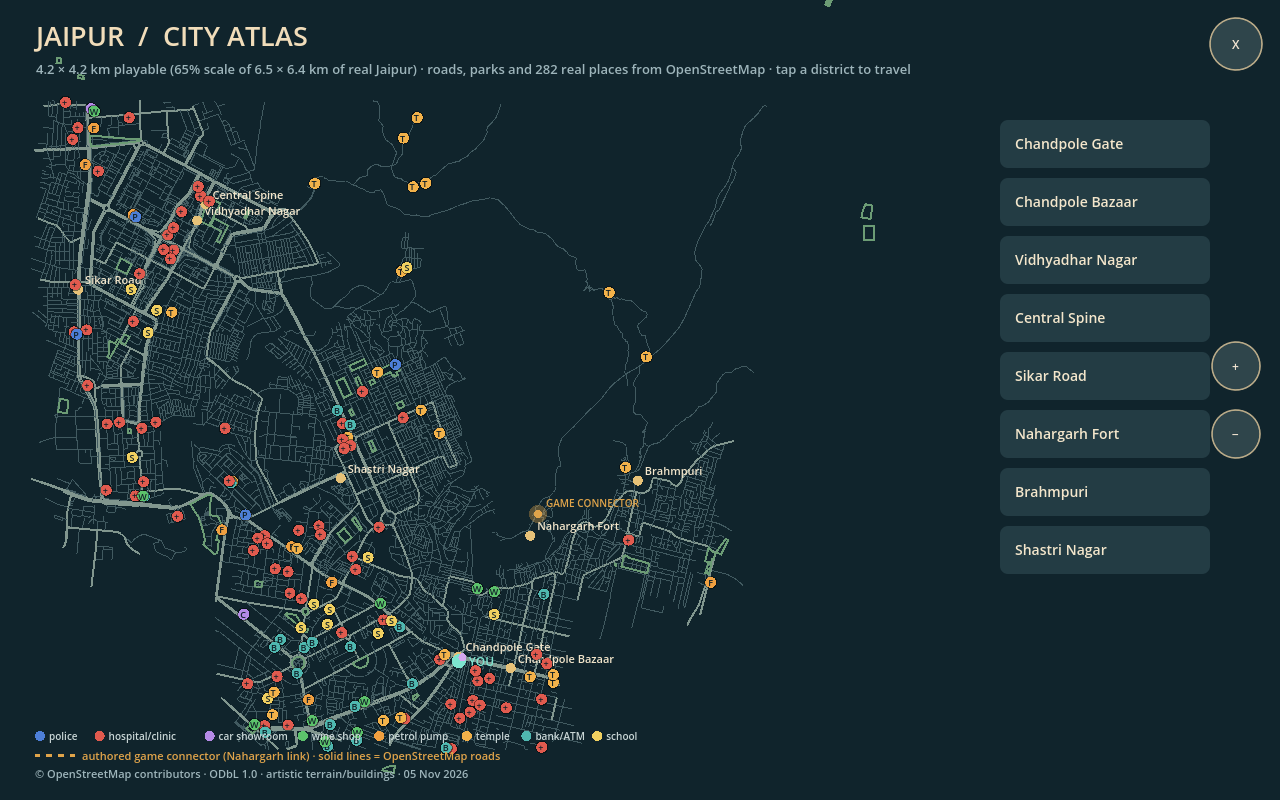 JAIPUR / CITY ATLAS
X
4.2 × 4.2 km playable (65% scale of 6.5 × 6.4 km of real Jaipur) · roads, parks and 282 real places from OpenStreetMap · tap a district to travel
Chandpole Gate
Chandpole Bazaar
Vidhyadhar Nagar
Central Spine
Sikar Road
Nahargarh Fort
Brahmpuri
Shastri Nagar
+
−
Central Spine
Vidhyadhar Nagar
Sikar Road
Shastri Nagar
Brahmpuri
GAME CONNECTOR
Nahargarh Fort
Chandpole Gate
YOU
Chandpole Bazaar
police hospital/clinic car showroom wine shop petrol pump temple bank/ATM school
authored game connector (Nahargarh link) · solid lines = OpenStreetMap roads
© OpenStreetMap contributors · ODbL 1.0 · artistic terrain/buildings · 05 Nov 2026